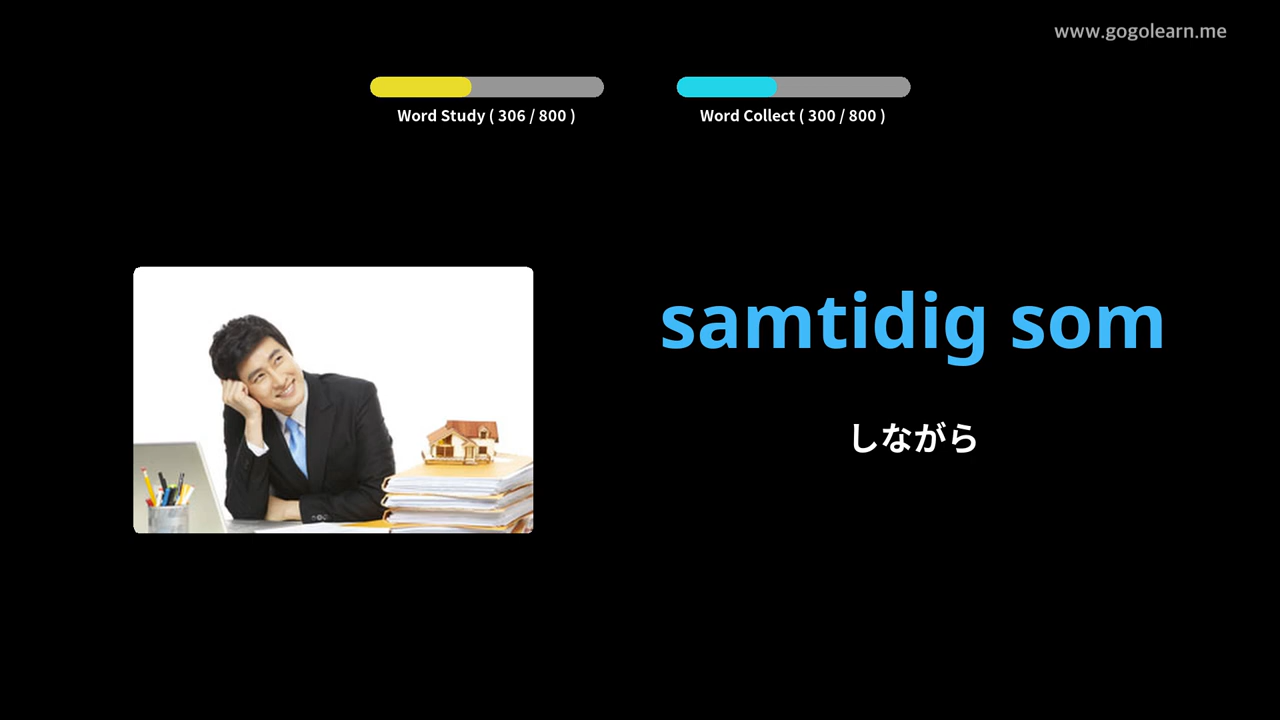 www.gogolearn.me
Word Study ( 306 / 800 )
Word Collect ( 300 / 800 )
samtidig som
しながら